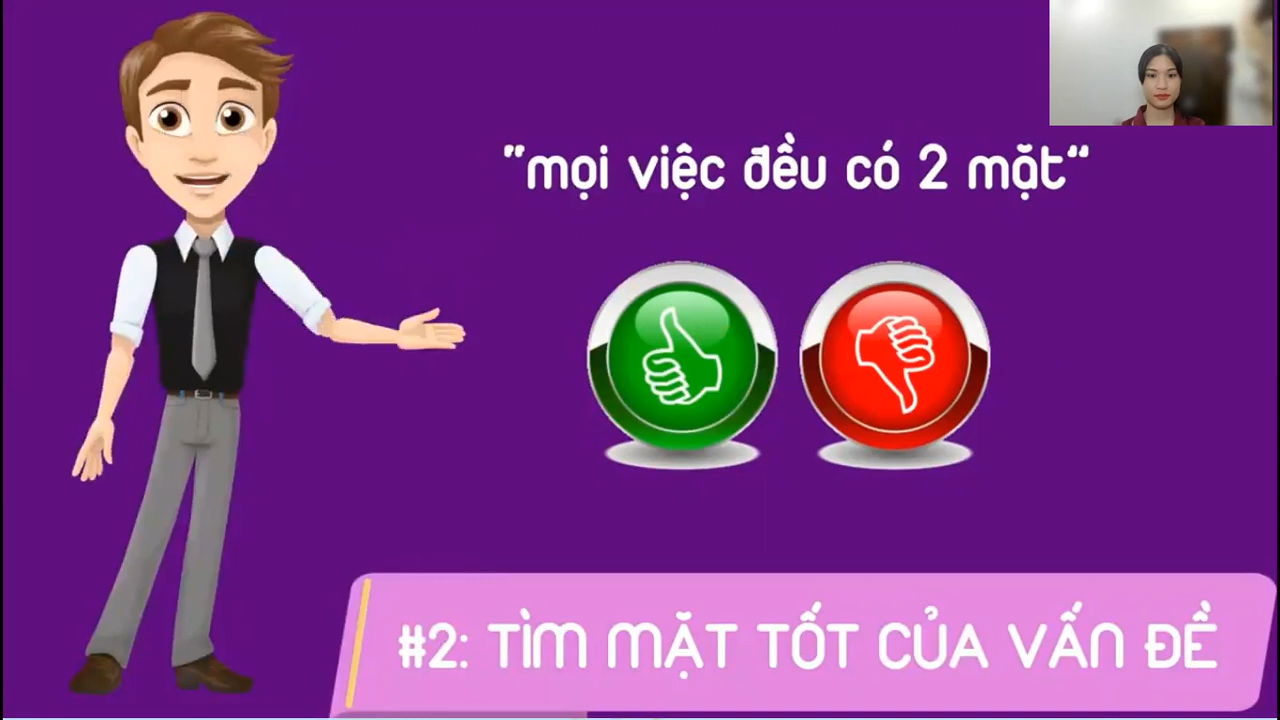 "mọi việc đều có 2 mặt"
#2: TÌM MẶT TỐT CỦA VẤN ĐỀ